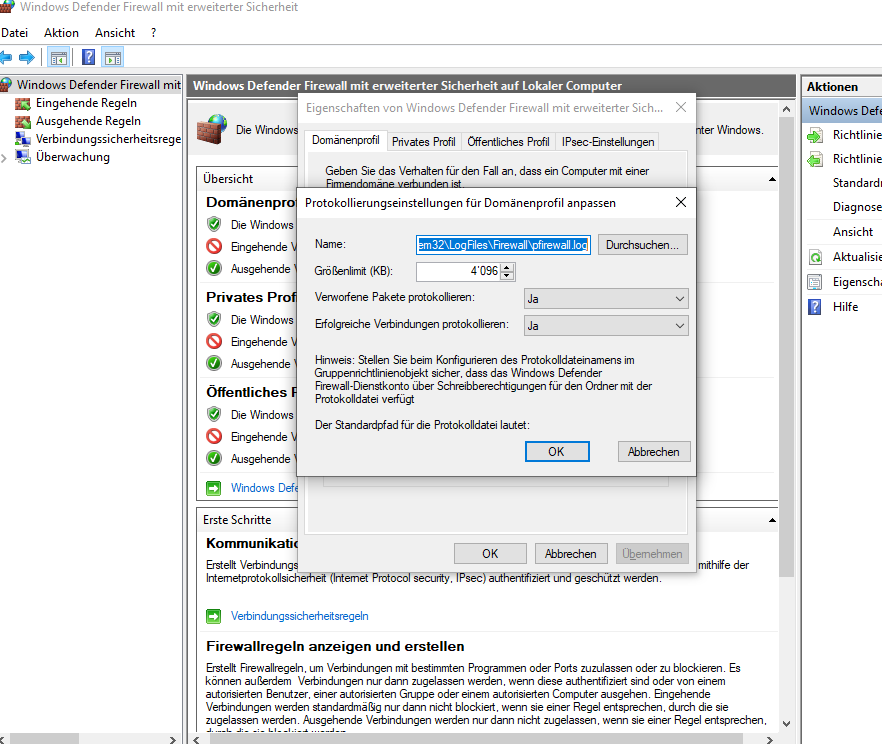 Windows Defender Firewall mit erweiterter Sicherheit
Datei Aktion Ansicht ?
Windows Defender Firewall mit
Eingehende Regeln
Ausgehende Regeln
Verbindungssicherheitsrege
Überwachung
Windows Defender Firewall mit erweiterter Sicherheit auf Lokaler Computer
Die Windows
nter Windows.
Übersicht
Domänenprof
Die Windows
Eingehende V
Ausgehende V
Privates Prof
Die Windows
Eingehende V
Ausgehende V
Öffentliches P
Die Windows
Eingehende V
Ausgehende V
Windows Defe
Erste Schritte
Kommunikatio
Erstellt Verbindungs
mithilfe der
Internetprotokollsicherheit (Internet Protocol security, IPsec) authentifiziert und geschützt werden.
Verbindungssicherheitsregeln
Firewallregeln anzeigen und erstellen
Erstellt Firewallregeln, um Verbindungen mit bestimmten Programmen oder Ports zuzulassen oder zu blockieren. Es
können außerdem Verbindungen nur dann zugelassen werden, wenn diese authentifiziert sind oder von einem
autorisierten Benutzer, einer autorisierten Gruppe oder einem autorisierten Computer ausgehen. Eingehende
Verbindungen werden standardmäßig nur dann nicht blockiert, wenn sie einer Regel entsprechen, durch die sie
zugelassen werden. Ausgehende Verbindungen werden nur dann nicht zugelassen, wenn sie einer Regel entsprechen,
durch die sie blockiert werden.
Eigenschaften von Windows Defender Firewall mit erweiterter Sich...
Domänenprofil Privates Profil Öffentliches Profil IPsec-Einstellungen
Geben Sie das Verhalten für den Fall an, dass ein Computer mit einer
Firmendomäne verbunden ist.
Protokollierungseinstellungen für Domänenprofil anpassen
Name: em32\LogFiles\Firewall\pfirewall.log Durchsuchen...
Größenlimit (KB): 4'096
Verworfene Pakete protokollieren: Ja
Erfolgreiche Verbindungen protokollieren: Ja
Hinweis: Stellen Sie beim Konfigurieren des Protokolldateinamens im
Gruppenrichtlinienobjekt sicher, dass das Windows Defender
Firewall-Dienstkonto über Schreibberechtigungen für den Ordner mit der
Protokolldatei verfügt
Der Standardpfad für die Protokolldatei lautet:
OK Abbrechen
OK Abbrechen Übernehmen
Aktionen
Windows Defe
Richtlinie
Richtlinie
Standardr
Diagnose
Ansicht
Aktualisie
Eigenscha
Hilfe